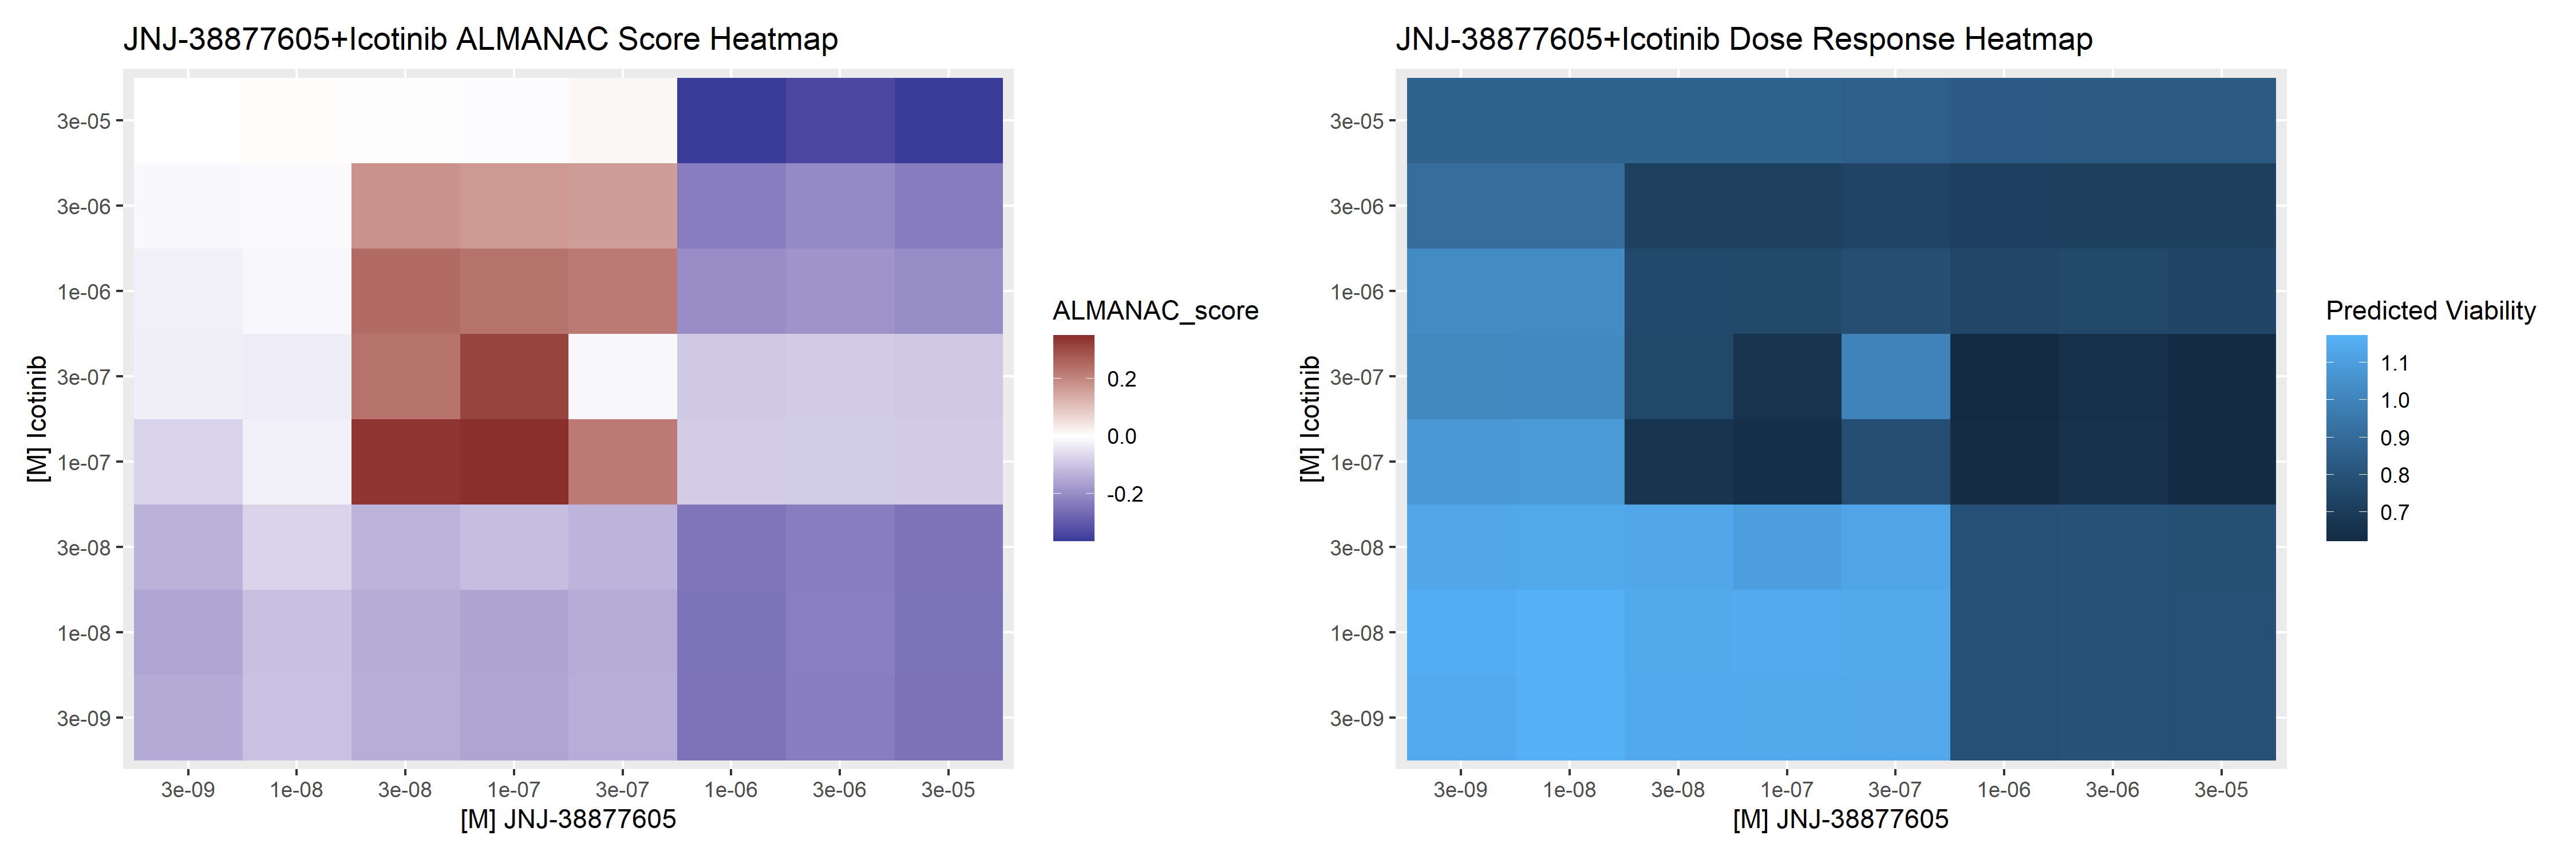 JNJ-38877605+Icotinib ALMANAC Score Heatmap
[M] Icotinib
3e-05
3e-06
1e-06
3e-07
1e-07
3e-08
1e-08
3e-09
3e-09 1e-08 3e-08 1e-07 3e-07 1e-06 3e-06 3e-05
[M] JNJ-38877605
ALMANAC_score
0.2
0.0
-0.2
JNJ-38877605+Icotinib Dose Response Heatmap
[M] Icotinib
3e-05
3e-06
1e-06
3e-07
1e-07
3e-08
1e-08
3e-09
3e-09 1e-08 3e-08 1e-07 3e-07 1e-06 3e-06 3e-05
[M] JNJ-38877605
Predicted Viability
1.1
1.0
0.9
0.8
0.7